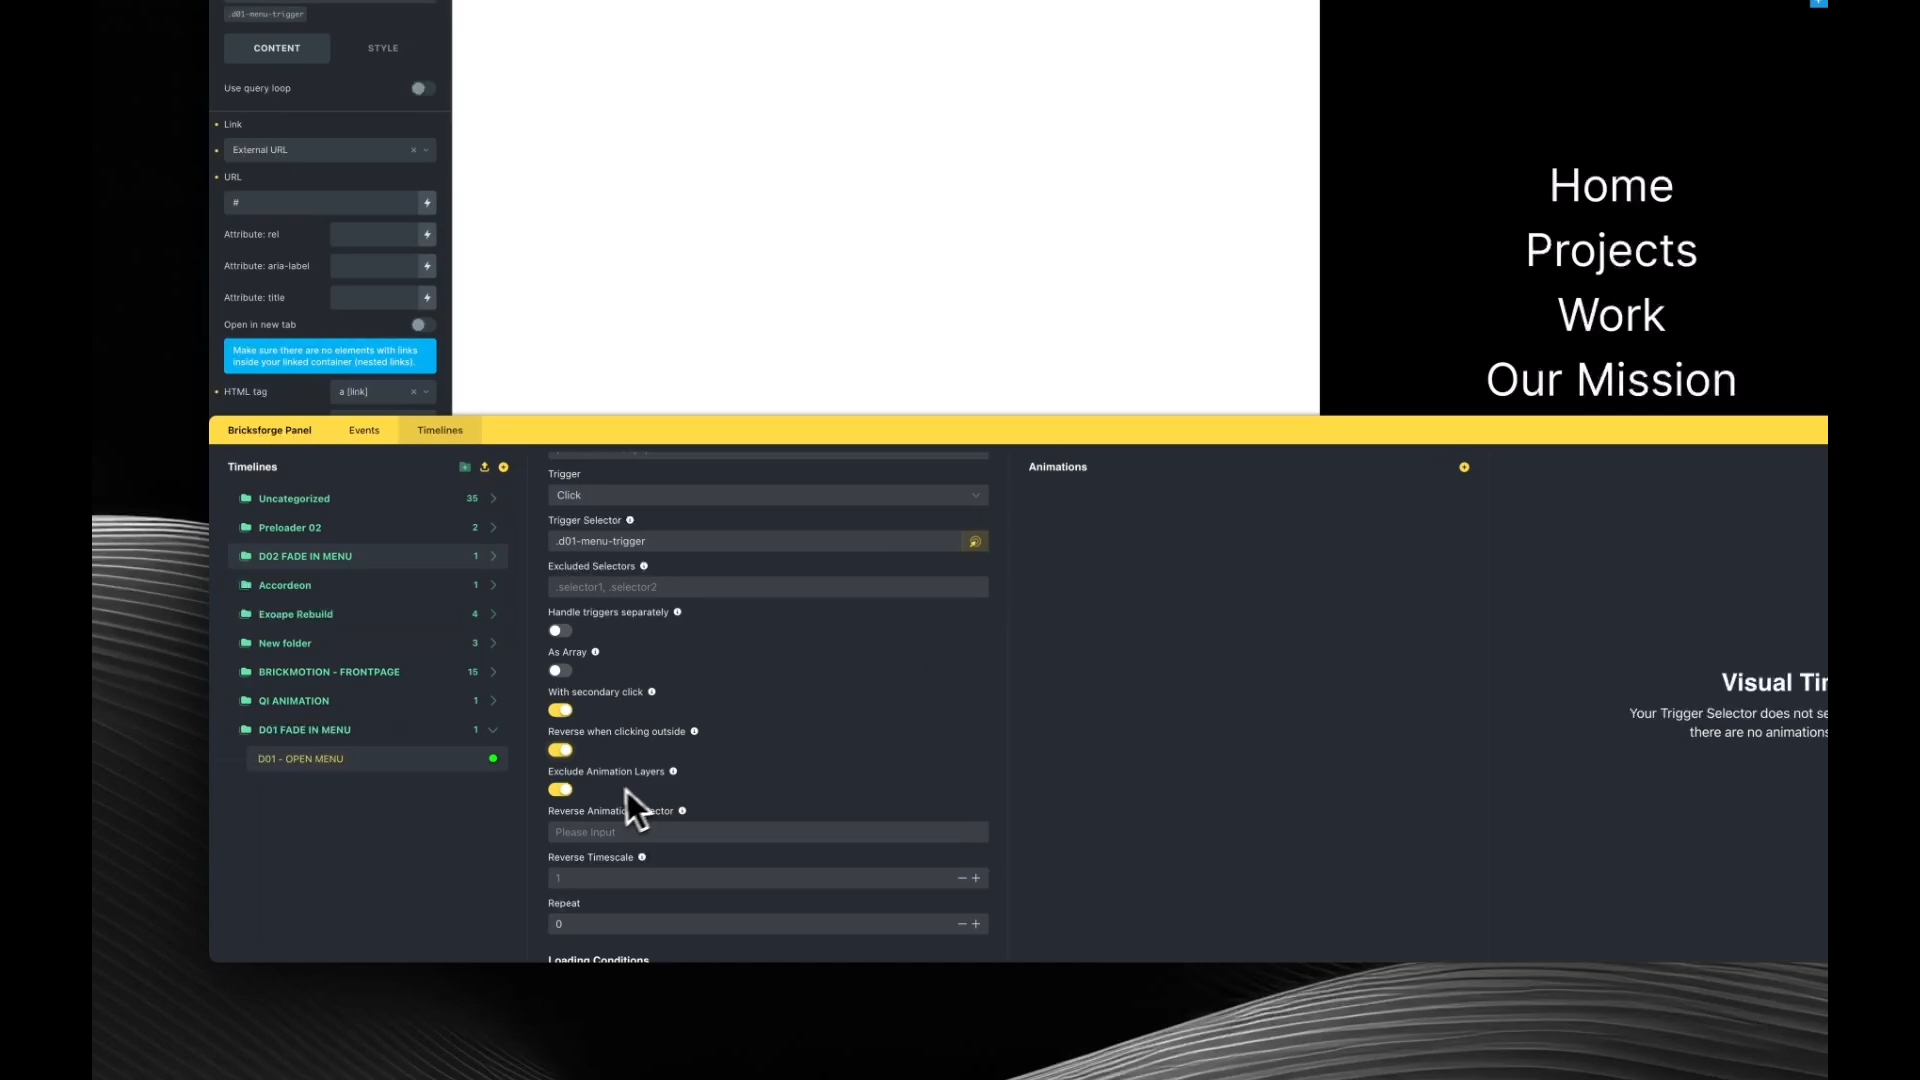 .d01-menu-trigger
CONTENT
STYLE
Use query loop
Link
External URL
URL
#
Attribute: rel
Attribute: aria-label
Attribute: title
Open in new tab
Make sure there are no elements with links
inside your linked container (nested links).
HTML tag
a [link]
Home
Projects
Work
Our Mission
Bricksforge Panel
Events
Timelines
Timelines
Uncategorized 35
Preloader 02 2
D02 FADE IN MENU 1
Accordeon 1
Exoape Rebuild 4
New folder 3
BRICKMOTION - FRONTPAGE 15
QI ANIMATION 1
D01 FADE IN MENU 1
D01 - OPEN MENU
Trigger
Click
Trigger Selector
.d01-menu-trigger
Excluded Selectors
.selector1, .selector2
Handle triggers separately
As Array
With secondary click
Reverse when clicking outside
Exclude Animation Layers
Reverse Animatio ector
Please input
Reverse Timescale
1
Repeat
0
Loading Conditions
Animations
Visual Tir
Your Trigger Selector does not se
there are no animations